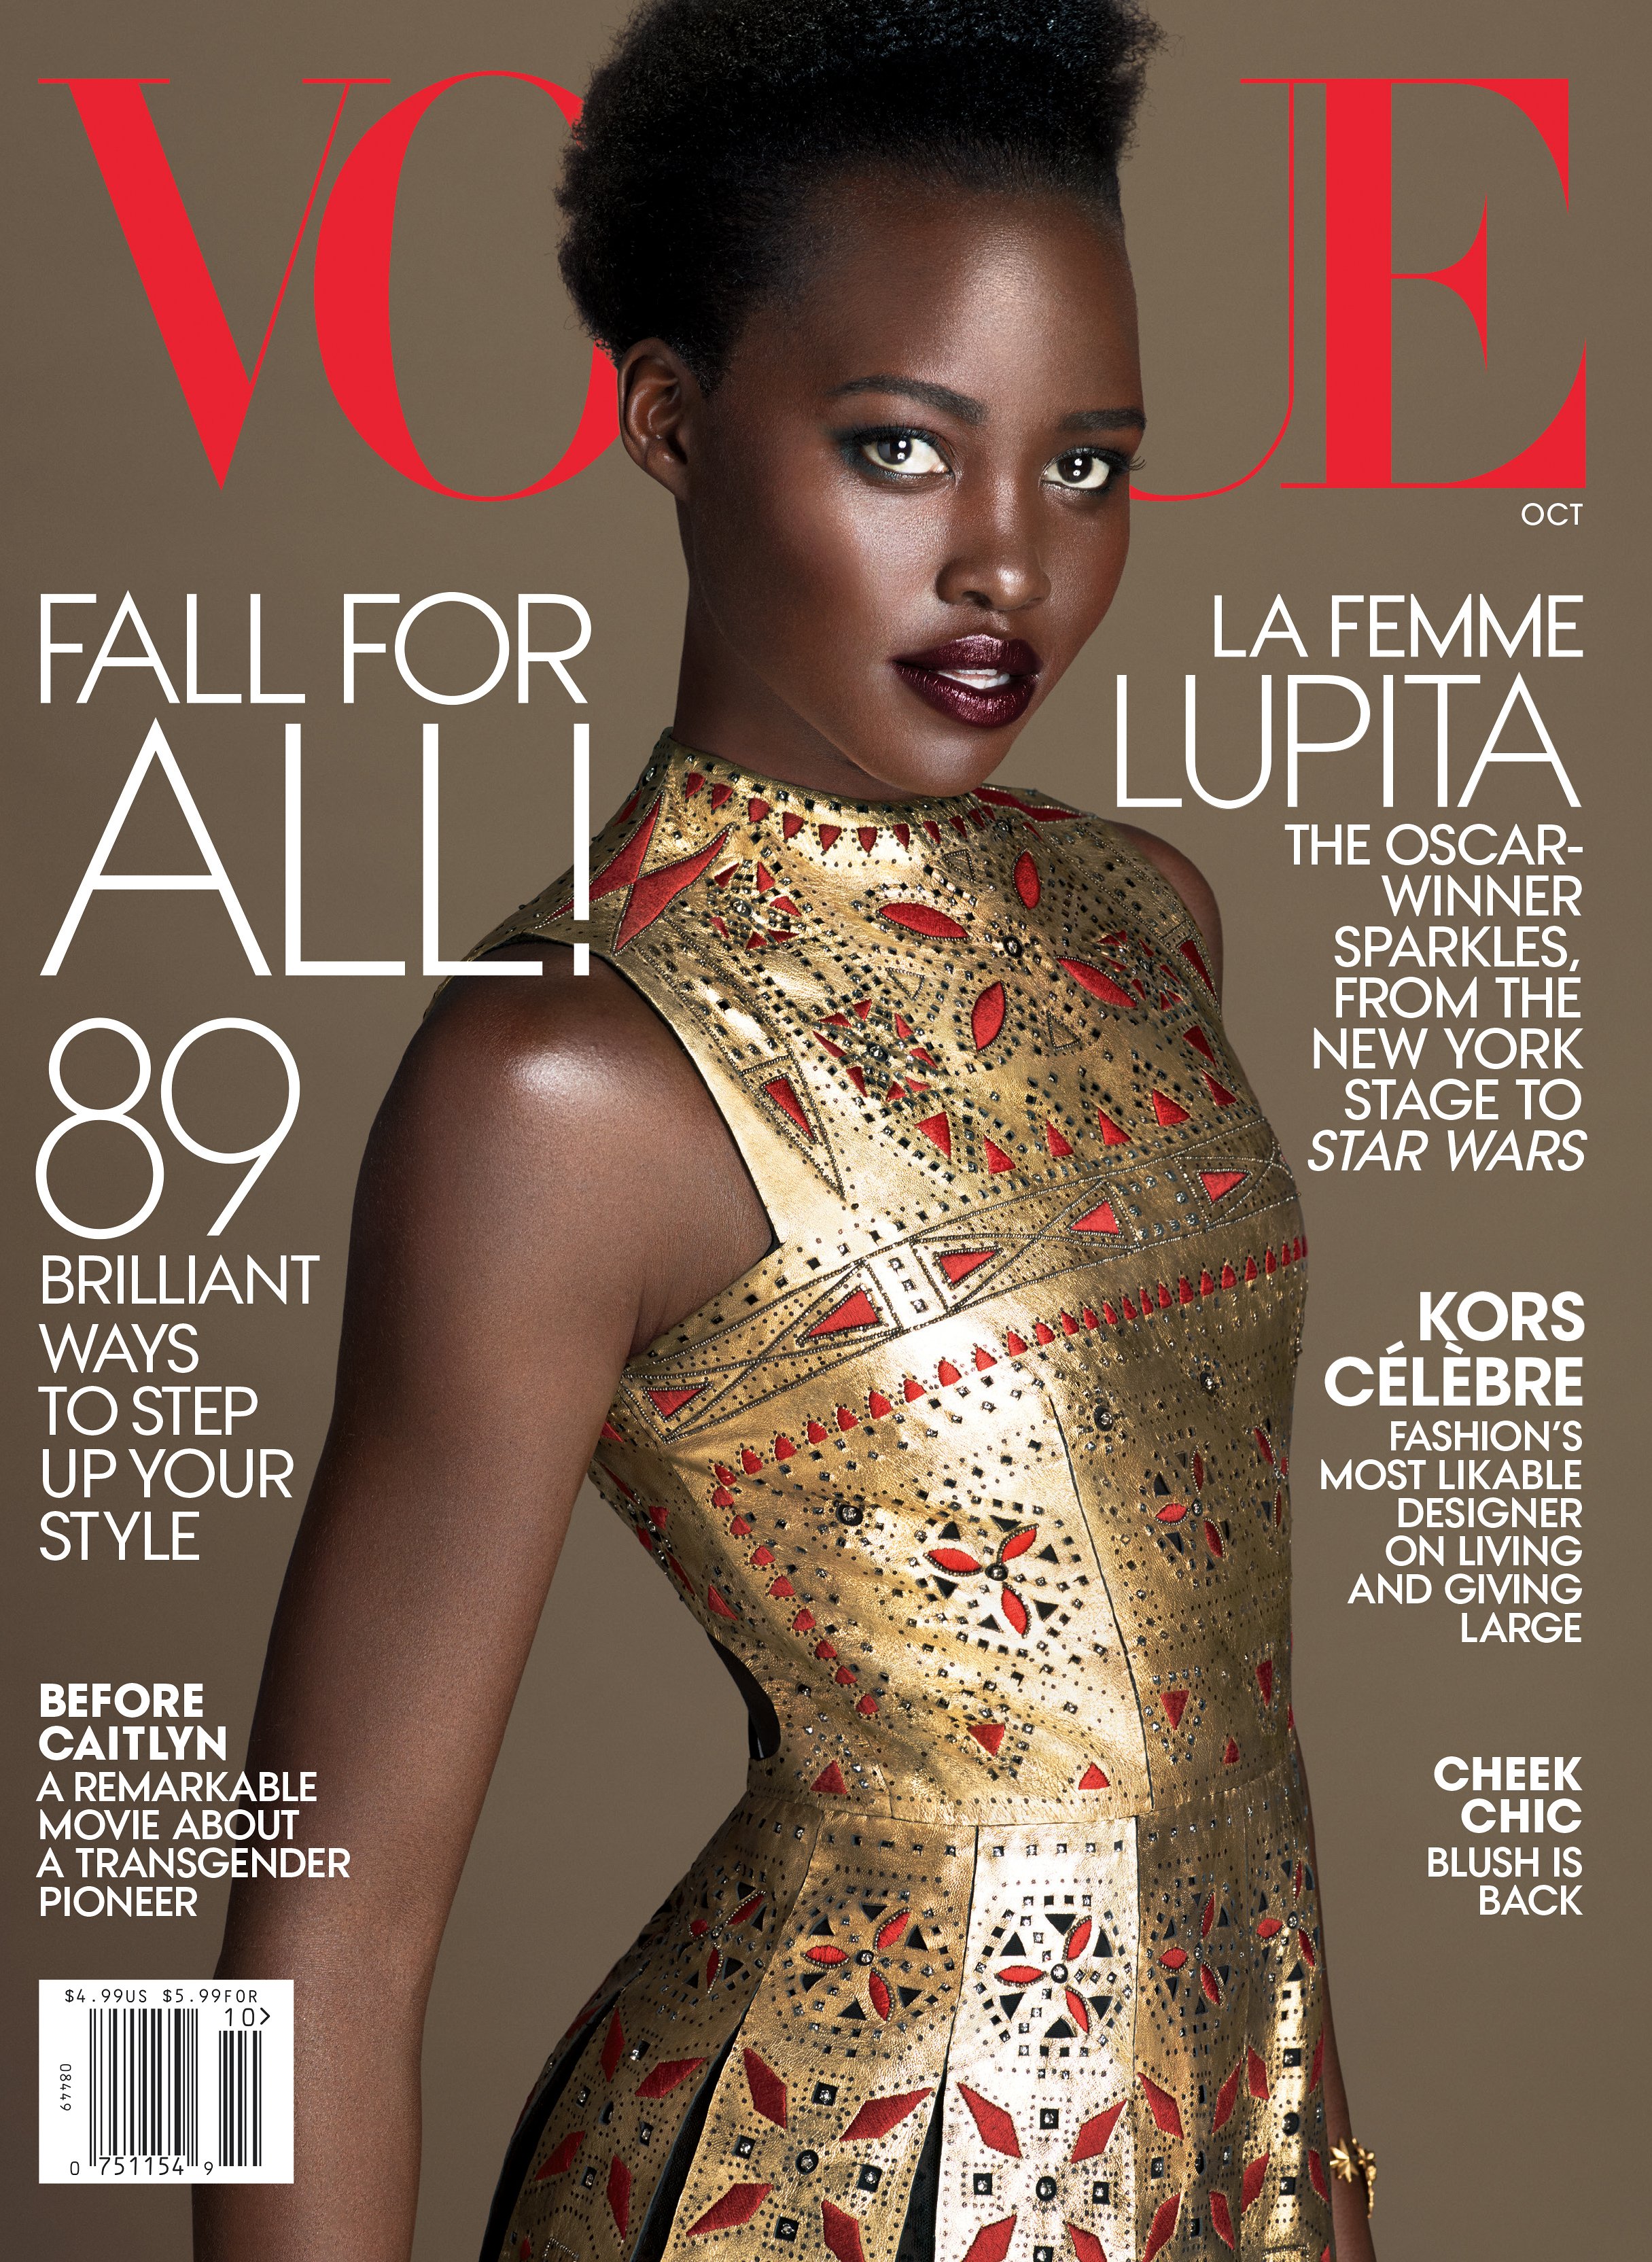 VOGUE
OCT
FALL FOR
ALL!
89
BRILLIANT
WAYS
TO STEP
UP YOUR
STYLE
BEFORE
CAITLYN
A REMARKABLE
MOVIE ABOUT
A TRANSGENDER
PIONEER
$4.99US $5.99FOR
10>
08449
0 751154 9
LA FEMME
LUPITA
THE OSCAR-
WINNER
SPARKLES,
FROM THE
NEW YORK
STAGE TO
STAR WARS
KORS
CÉLÈBRE
FASHION'S
MOST LIKABLE
DESIGNER
ON LIVING
AND GIVING
LARGE
CHEEK
CHIC
BLUSH IS
BACK